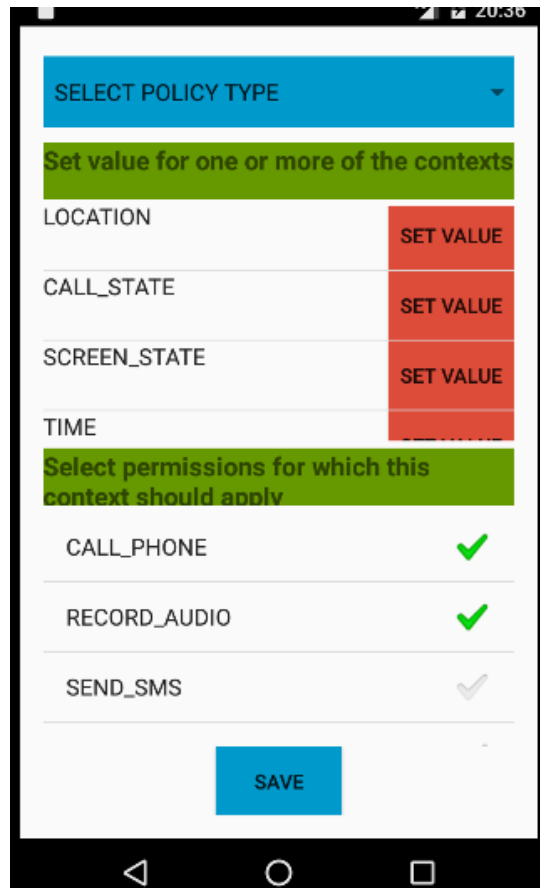 20:36
SELECT POLICY TYPE
Set value for one or more of the contexts
LOCATION
SET VALUE
CALL_STATE
SET VALUE
SCREEN_STATE
SET VALUE
TIME
Select permissions for which this
context should apply
CALL_PHONE
RECORD_AUDIO
SEND_SMS
SAVE